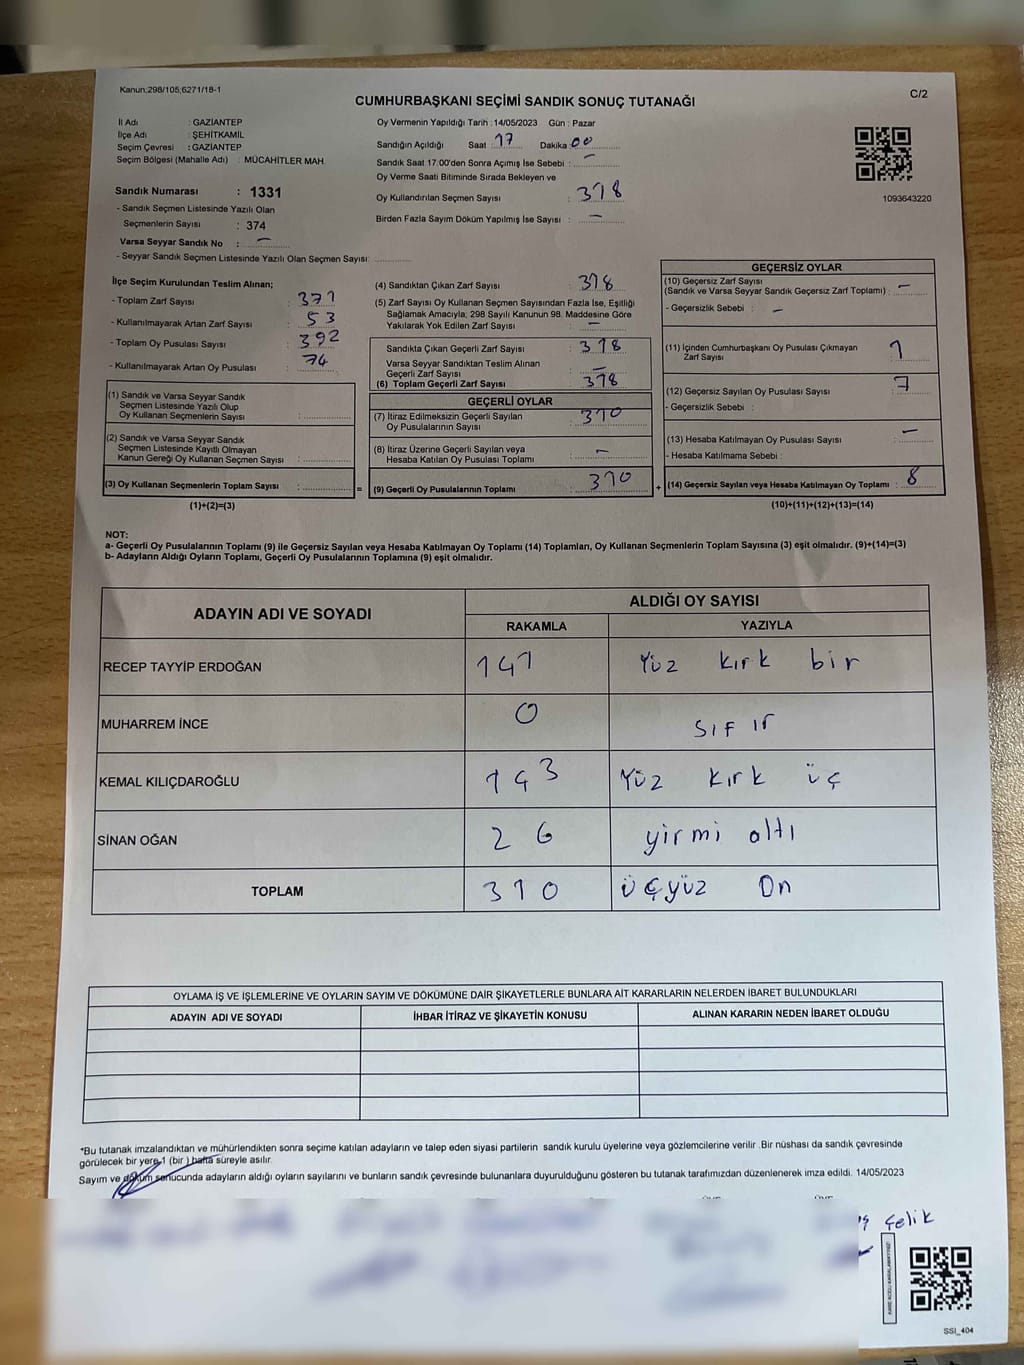 Kanun;298/105;6271/18-1
C/2
CUMHURBAŞKANI SEÇİMİ SANDIK SONUÇ TUTANAĞI
İl Adı : GAZİANTEP
İlçe Adı : ŞEHİTKAMİL
Seçim Çevresi : GAZİANTEP
Seçim Bölgesi (Mahalle Adı) : MÜCAHİTLER MAH.
Sandık Numarası : 1331
- Sandık Seçmen Listesinde Yazılı Olan
Seçmenlerin Sayısı : 374
Varsa Seyyar Sandık No : —
- Seyyar Sandık Seçmen Listesinde Yazılı Olan Seçmen Sayısı:
Oy Vermenin Yapıldığı Tarih : 14/05/2023 Gün : Pazar
Sandığın Açıldığı Saat : 17 Dakika : 00
Sandık Saat 17.00'den Sonra Açımış İse Sebebi : —
Oy Verme Saati Bitiminde Sırada Bekleyen ve
Oy Kullandırılan Seçmen Sayısı : 318
Birden Fazla Sayım Döküm Yapılmış İse Sayısı : —
1093643220
İlçe Seçim Kurulundan Teslim Alınan;
- Toplam Zarf Sayısı : 371
- Kullanılmayarak Artan Zarf Sayısı : 53
- Toplam Oy Pusulası Sayısı : 392
- Kullanılmayarak Artan Oy Pusulası : 74
(1) Sandık ve Varsa Seyyar Sandık
Seçmen Listesinde Yazılı Olup
Oy Kullanan Seçmenlerin Sayısı :
(2) Sandık ve Varsa Seyyar Sandık
Seçmen Listesinde Kayıtlı Olmayan
Kanun Gereği Oy Kullanan Seçmen Sayısı :
(3) Oy Kullanan Seçmenlerin Toplam Sayısı : =
(1)+(2)=(3)
(4) Sandıktan Çıkan Zarf Sayısı : 318
(5) Zarf Sayısı Oy Kullanan Seçmen Sayısından Fazla İse, Eşitliği
Sağlamak Amacıyla; 298 Sayılı Kanunun 98. Maddesine Göre
Yakılarak Yok Edilen Zarf Sayısı : —
Sandıkta Çıkan Geçerli Zarf Sayısı : 318
Varsa Seyyar Sandıktan Teslim Alınan
Geçerli Zarf Sayısı : —
(6) Toplam Geçerli Zarf Sayısı : 318
GEÇERLİ OYLAR
(7) İtiraz Edilmeksizin Geçerli Sayılan
Oy Pusulalarının Sayısı : 310
(8) İtiraz Üzerine Geçerli Sayılan veya
Hesaba Katılan Oy Pusulası Toplamı : —
(9) Geçerli Oy Pusulalarının Toplamı : 310 +
GEÇERSİZ OYLAR
(10) Geçersiz Zarf Sayısı
(Sandık ve Varsa Seyyar Sandık Geçersiz Zarf Toplamı) : —
- Geçersizlik Sebebi : —
(11) İçinden Cumhurbaşkanı Oy Pusulası Çıkmayan
Zarf Sayısı : 1
(12) Geçersiz Sayılan Oy Pusulası Sayısı : 7
- Geçersizlik Sebebi :
(13) Hesaba Katılmayan Oy Pusulası Sayısı : —
- Hesaba Katılmama Sebebi :
(14) Geçersiz Sayılan veya Hesaba Katılmayan Oy Toplamı : 8
(10)+(11)+(12)+(13)=(14)
NOT:
a- Geçerli Oy Pusulalarının Toplamı (9) ile Geçersiz Sayılan veya Hesaba Katılmayan Oy Toplamı (14) Toplamları, Oy Kullanan Seçmenlerin Toplam Sayısına (3) eşit olmalıdır. (9)+(14)=(3)
b- Adayların Aldığı Oyların Toplamı, Geçerli Oy Pusulalarının Toplamına (9) eşit olmalıdır.
ADAYIN ADI VE SOYADI
ALDIĞI OY SAYISI
RAKAMLA YAZIYLA
RECEP TAYYİP ERDOĞAN 141 Yüz kırk bir
MUHARREM İNCE 0 SIFIr
KEMAL KILIÇDAROĞLU 143 Yüz kırk üç
SİNAN OĞAN 26 yirmi altı
TOPLAM 310 üçyüz On
OYLAMA İŞ VE İŞLEMLERİNE VE OYLARIN SAYIM VE DÖKÜMÜNE DAİR ŞİKAYETLERLE BUNLARA AİT KARARLARIN NELERDEN İBARET BULUNDUKLARI
ADAYIN ADI VE SOYADI İHBAR İTİRAZ VE ŞİKAYETİN KONUSU ALINAN KARARIN NEDEN İBARET OLDUĞU
*Bu tutanak imzalandıktan ve mühürlendikten sonra seçime katılan adayların ve talep eden siyasi partilerin sandık kurulu üyelerine veya gözlemcilerine verilir .Bir nüshası da sandık çevresinde
görülecek bir yere 1 (bir ) hafta süreyle asılır.
Sayım ve döküm sonucunda adayların aldığı oyların sayılarını ve bunların sandık çevresinde bulunanlara duyurulduğunu gösteren bu tutanak tarafımızdan düzenlenerek imza edildi. 14/05/2023
Çelik
SSI_404